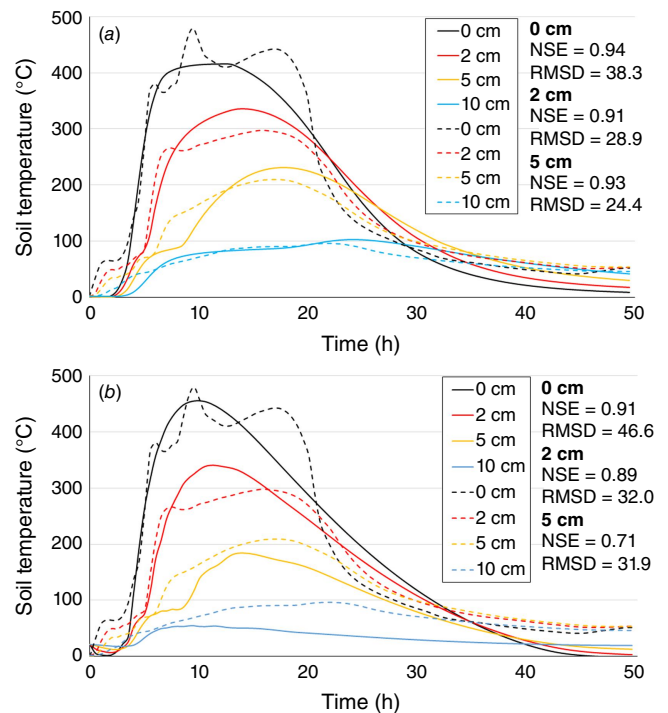 (a)
500
400
300
200
100
0
Soil temperature (°C)
0 10 20 30 40 50
Time (h)
0 cm
2 cm
5 cm
10 cm
0 cm
2 cm
5 cm
10 cm
0 cm
NSE = 0.94
RMSD = 38.3
2 cm
NSE = 0.91
RMSD = 28.9
5 cm
NSE = 0.93
RMSD = 24.4
(b)
500
400
300
200
100
0
Soil temperature (°C)
0 10 20 30 40 50
Time (h)
0 cm
2 cm
5 cm
10 cm
0 cm
2 cm
5 cm
10 cm
0 cm
NSE = 0.91
RMSD = 46.6
2 cm
NSE = 0.89
RMSD = 32.0
5 cm
NSE = 0.71
RMSD = 31.9